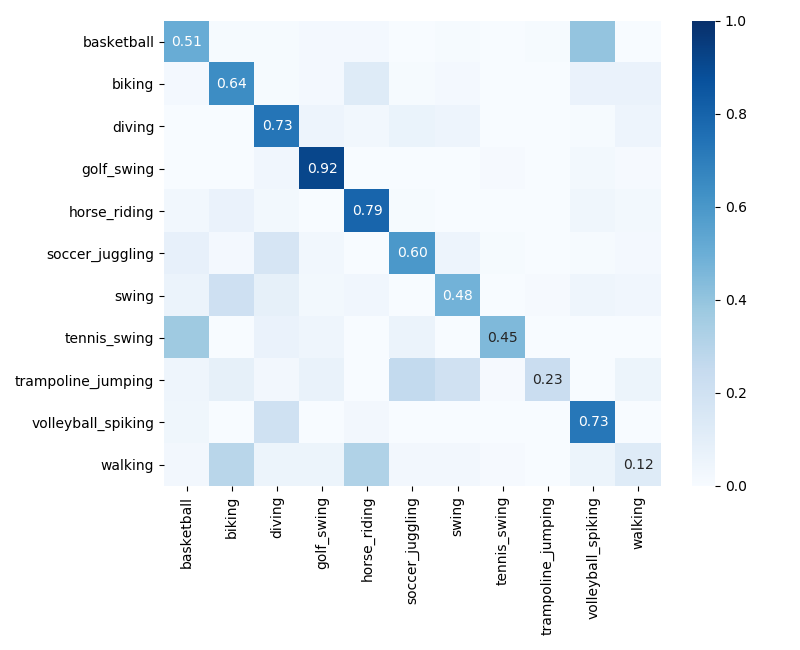 basketball 0.51 1.0
biking 0.64
diving 0.73 0.8
golf_swing 0.92
horse_riding 0.79 0.6
soccer_juggling 0.60
swing 0.48 0.4
tennis_swing 0.45
trampoline_jumping 0.23 0.2
volleyball_spiking 0.73
walking 0.12 0.0
basketball
biking
diving
golf_swing
horse_riding
soccer_juggling
swing
tennis_swing
trampoline_jumping
volleyball_spiking
walking